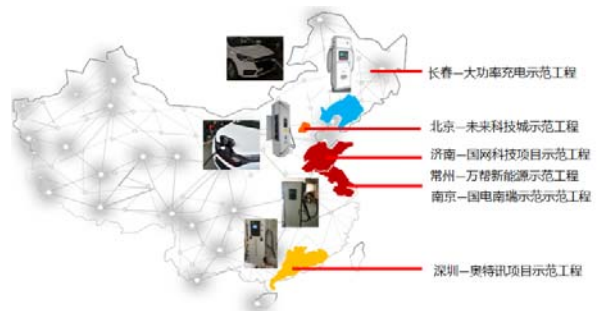 长春—大功率充电示范工程
北京—未来科技城示范工程
济南—国网科技项目示范工程
常州—万帮新能源示范工程
南京—国电南瑞示范示范工程
深圳—奥特讯项目示范工程